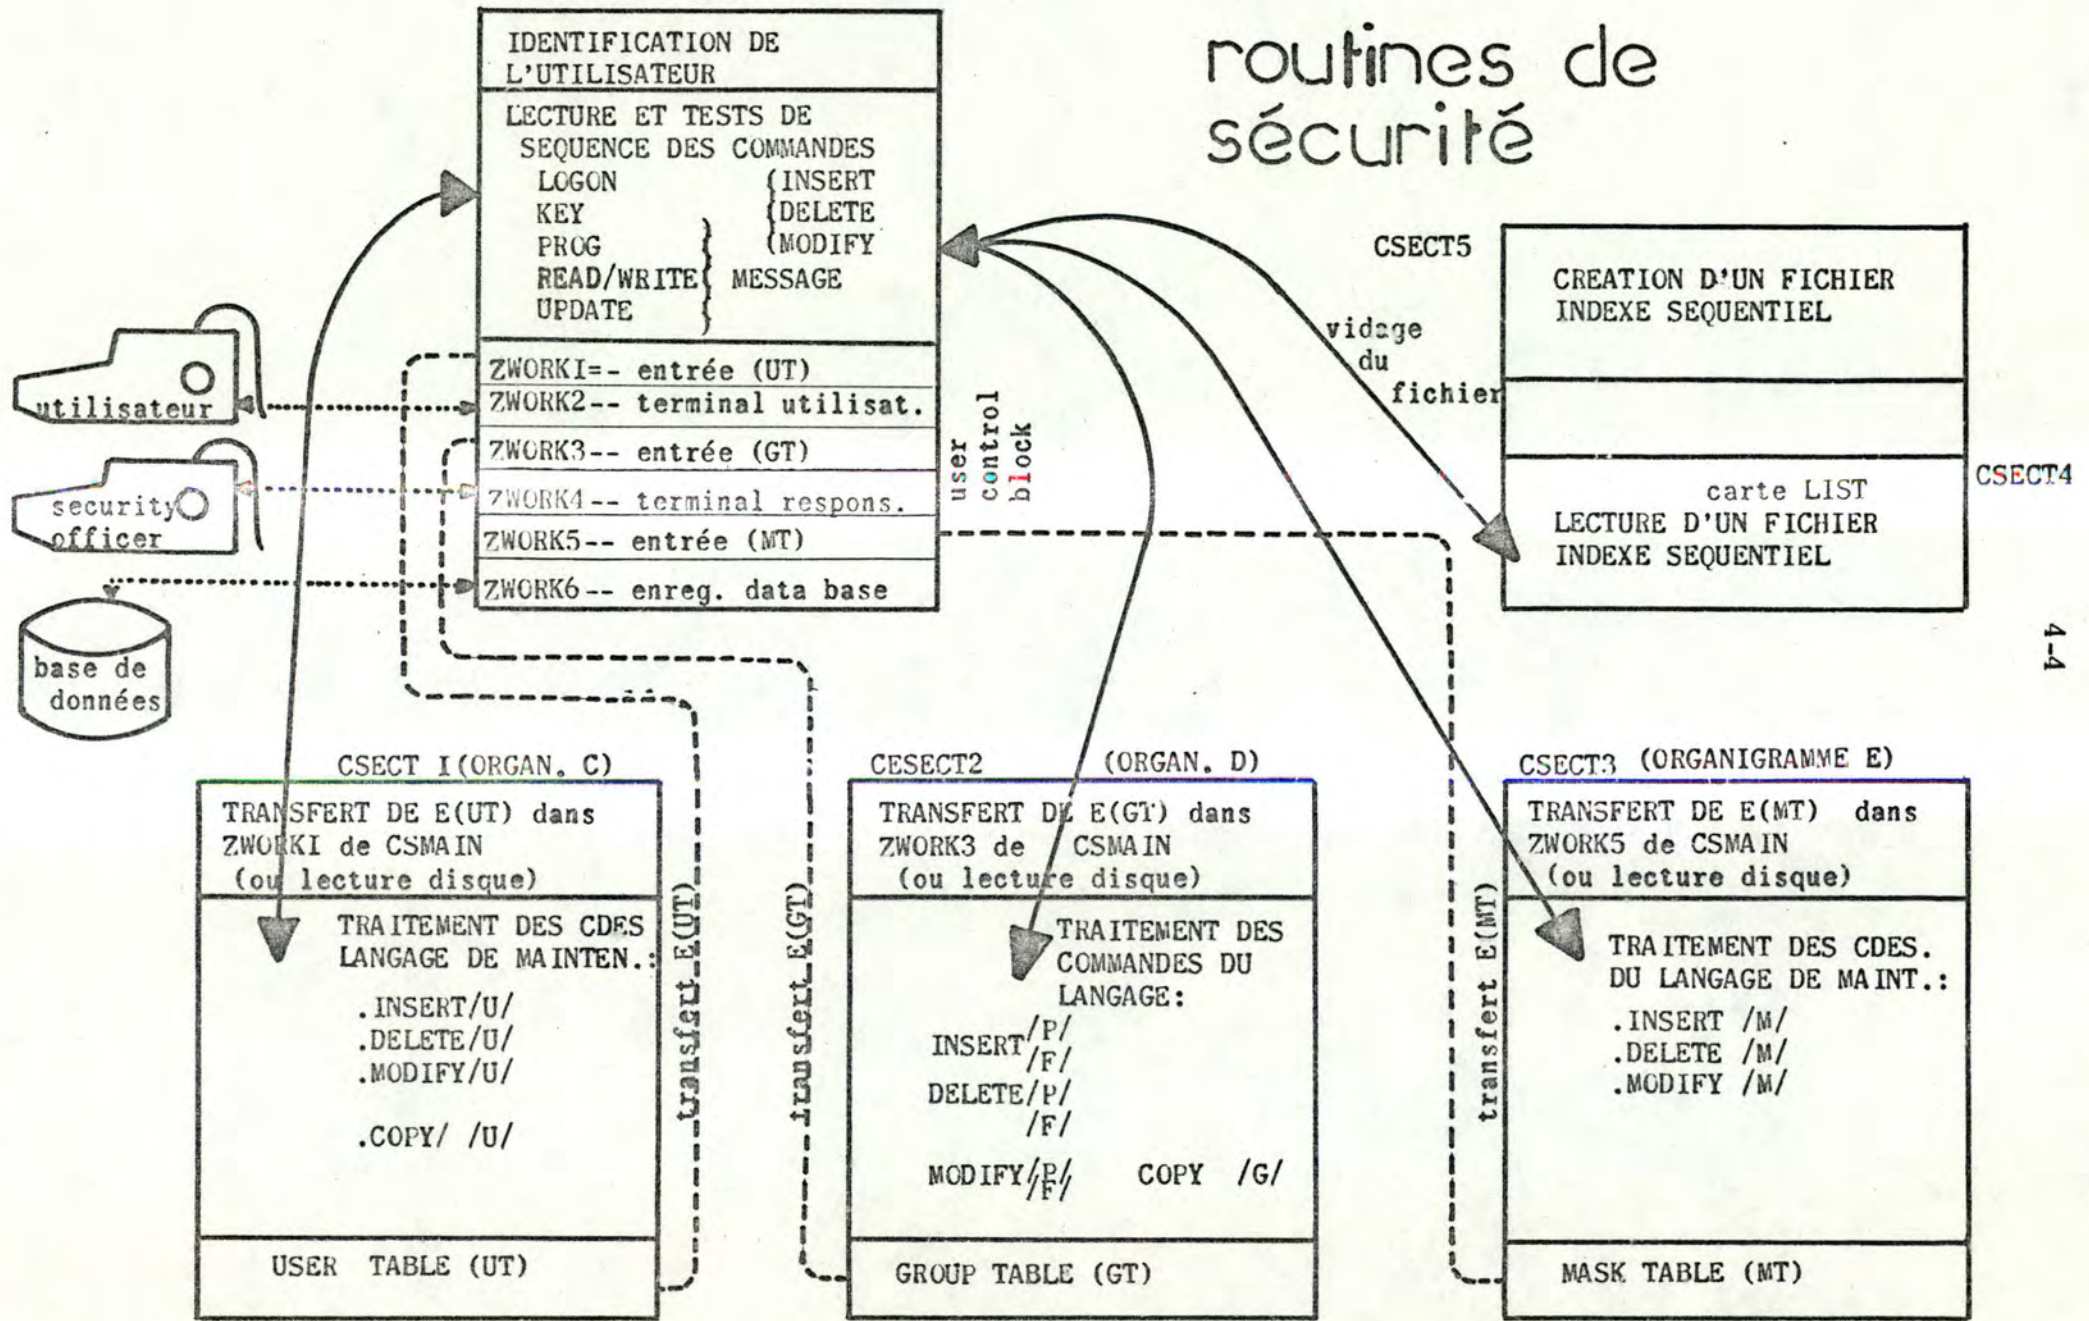 routines de
sécurité
IDENTIFICATION DE
L'UTILISATEUR
LECTURE ET TESTS DE
SEQUENCE DES COMMANDES
LOGON {INSERT
KEY {DELETE
PROG (MODIFY
READ/WRITE{ MESSAGE
UPDATE }
ZWORKI=- entrée (UT)
ZWORK2-- terminal utilisat.
ZWORK3-- entrée (GT)
ZWORK4-- terminal respons.
ZWORK5-- entrée (MT)
ZWORK6-- enreg. data base
user
control
block
utilisateur
security
officer
base de
données
vidage
du
fichier
CSECT5
CREATION D'UN FICHIER
INDEXE SEQUENTIEL
CSECT4
carte LIST
LECTURE D'UN FICHIER
INDEXE SEQUENTIEL
4-4
CSECT I(ORGAN. C)
TRANSFERT DE E(UT) dans
ZWORKI de CSMAIN
(ou lecture disque)
TRAITEMENT DES CDES
LANGAGE DE MAINTEN.:
.INSERT/U/
.DELETE/U/
.MODIFY/U/
.COPY/ /U/
USER TABLE (UT)
transfert E(UT)
transfert E(GT)
CESECT2 (ORGAN. D)
TRANSFERT DE E(GT) dans
ZWORK3 de CSMAIN
(ou lecture disque)
TRAITEMENT DES
COMMANDES DU
LANGAGE:
INSERT/P/
/F/
DELETE/P/
/F/
MODIFY/P/ COPY /G/
/F/
GROUP TABLE (GT)
transfert E(MT)
CSECT3 (ORGANIGRAMME E)
TRANSFERT DE E(MT) dans
ZWORK5 de CSMAIN
(ou lecture disque)
TRAITEMENT DES CDES.
DU LANGAGE DE MAINT.:
.INSERT /M/
.DELETE /M/
.MODIFY /M/
MASK TABLE (MT)